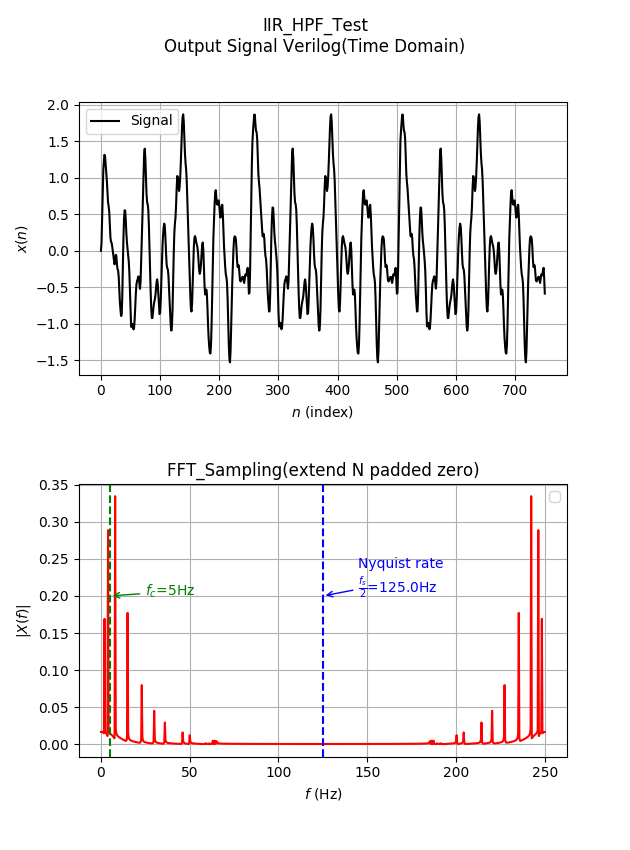 IIR_HPF_Test
Output Signal Verilog(Time Domain)
2.0
1.5
1.0
0.5
0.0
−0.5
−1.0
−1.5
x(n)
Signal
0 100 200 300 400 500 600 700
n (index)
FFT_Sampling(extend N padded zero)
0.35
0.30
0.25
0.20
0.15
0.10
0.05
0.00
|X(f)|
f_c=5Hz
Nyquist rate
f_s/2=125.0Hz
0 50 100 150 200 250
f (Hz)